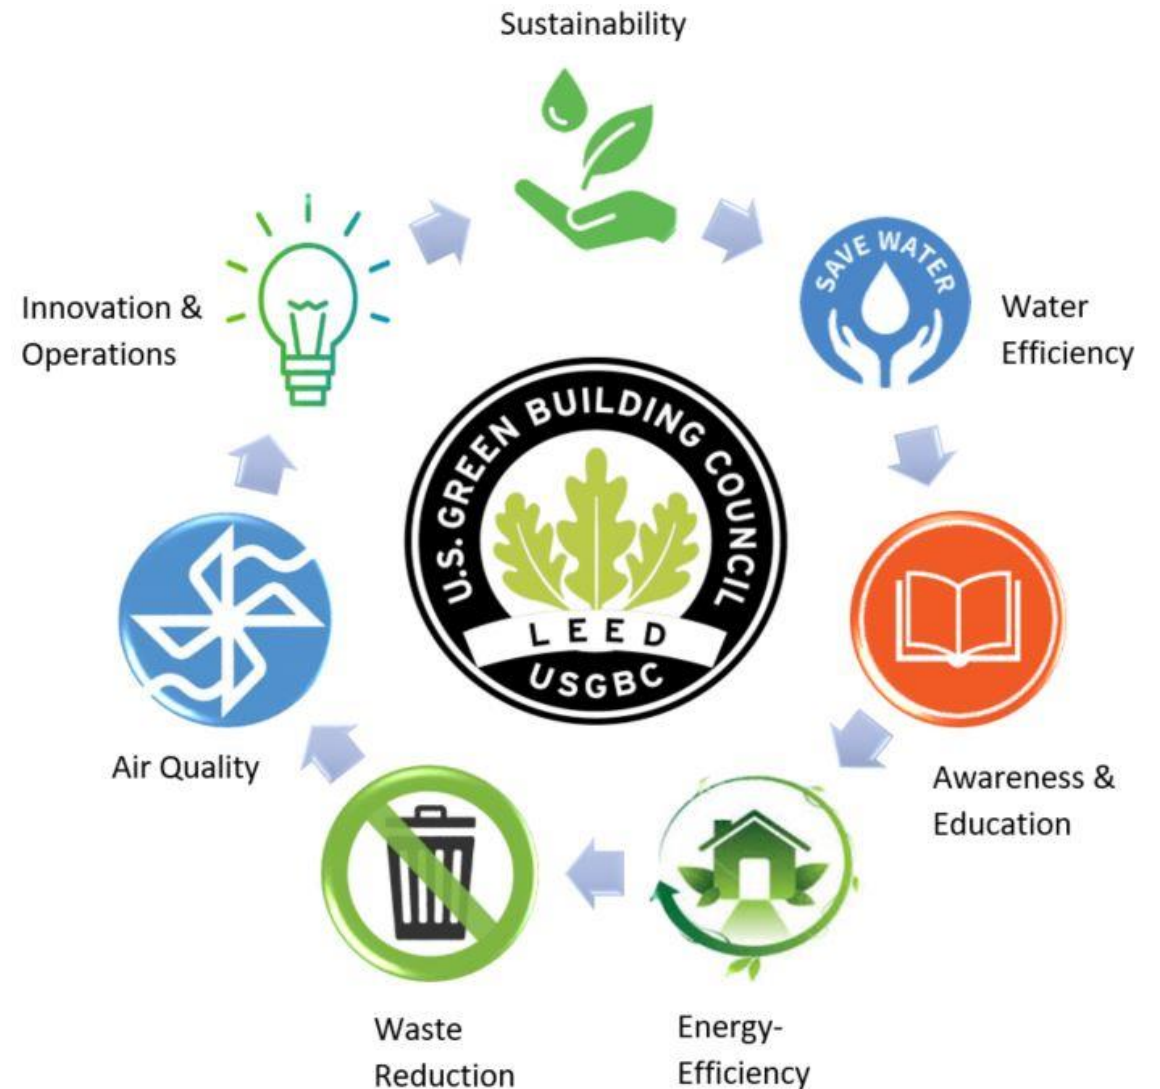 Sustainability
SAVE WATER
Water
Efficiency
Awareness &
Education
Energy-
Efficiency
Waste
Reduction
Air Quality
Innovation &
Operations
U.S. GREEN BUILDING COUNCIL
LEED
USGBC